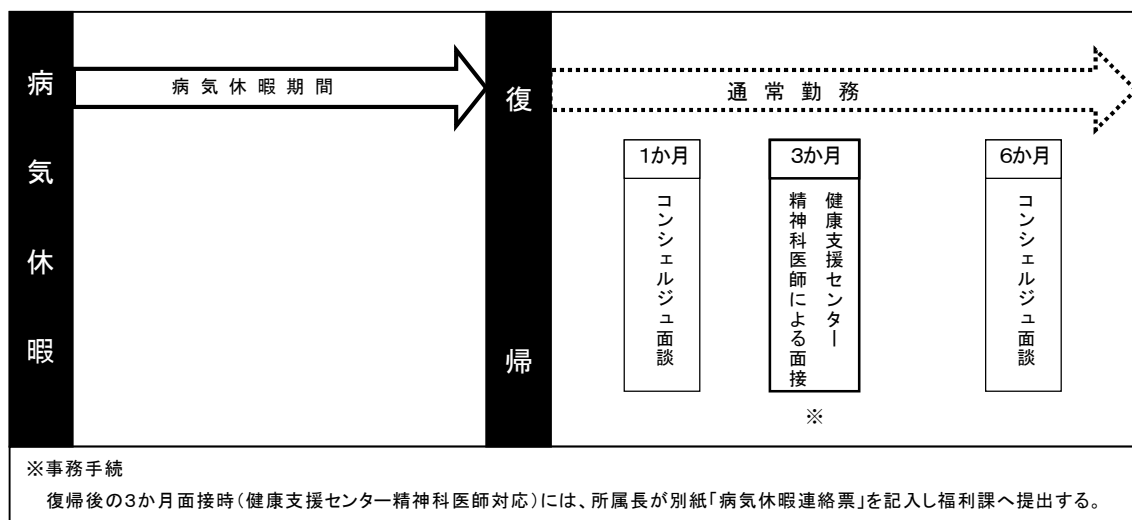 病気休暇
病気休暇期間
復帰
通常勤務
1か月
コンシェルジュ面談
3か月
健康支援センター
精神科医師による面接
※
6か月
コンシェルジュ面談
※事務手続
復帰後の3か月面接時(健康支援センター精神科医師対応)には、所属長が別紙「病気休暇連絡票」を記入し福利課へ提出する。